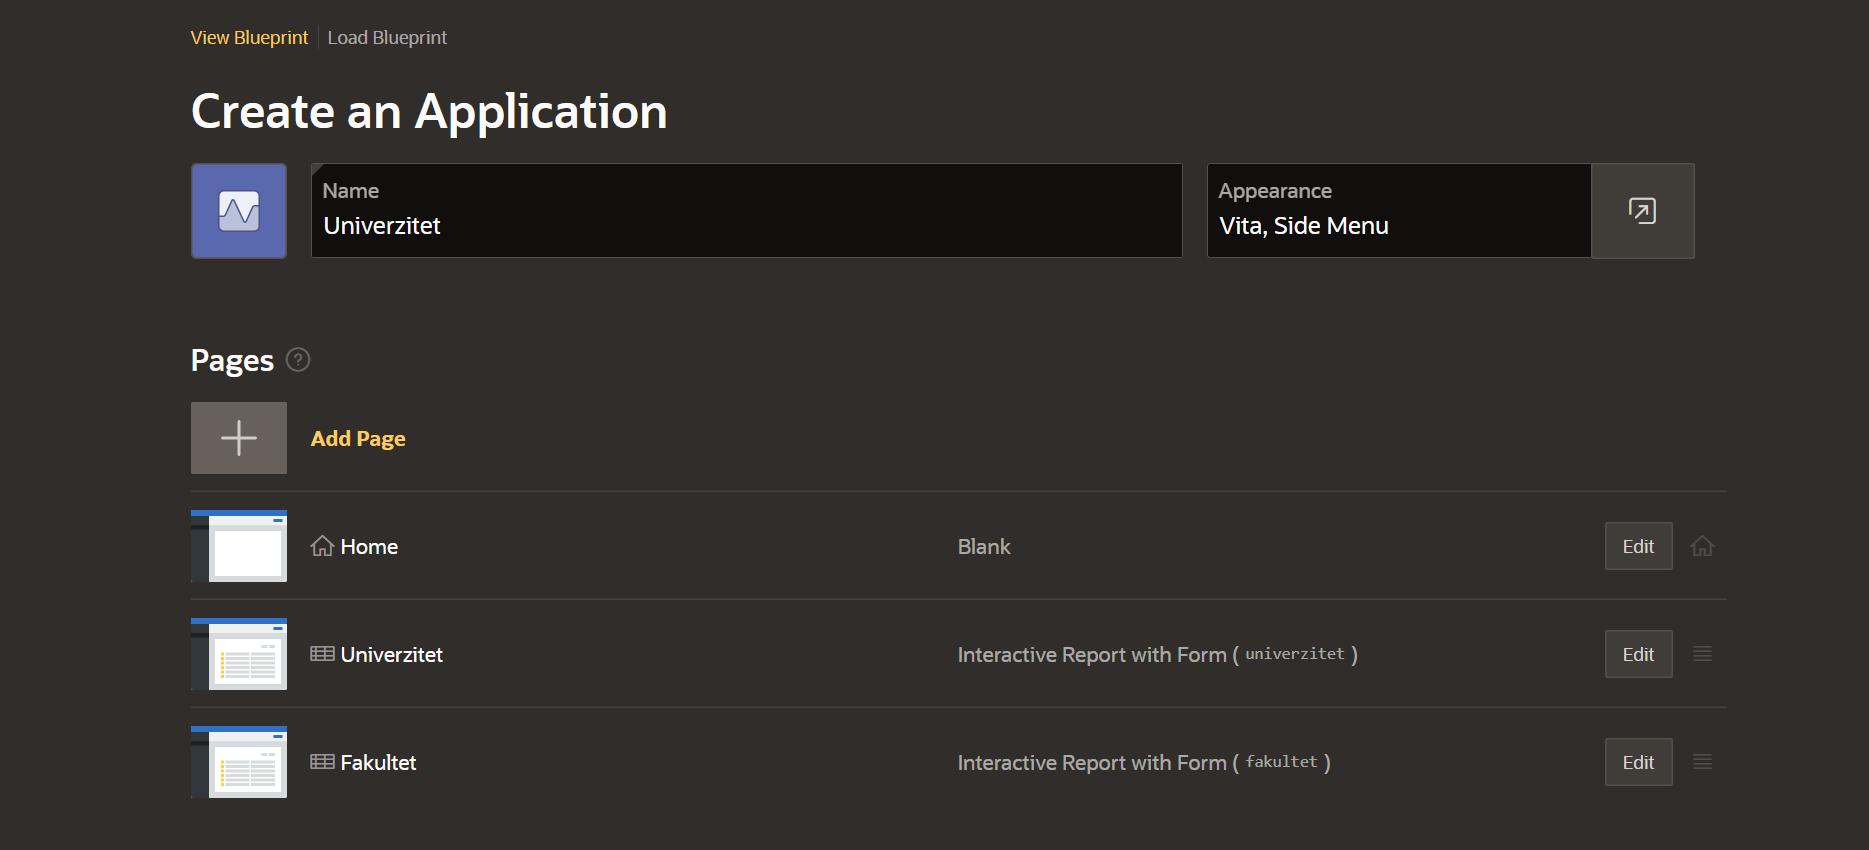 View Blueprint Load Blueprint
Create an Application
Name
Univerzitet
Appearance
Vita, Side Menu
Pages ?
Add Page
Home Blank Edit
Univerzitet Interactive Report with Form ( univerzitet ) Edit
Fakultet Interactive Report with Form ( fakultet ) Edit